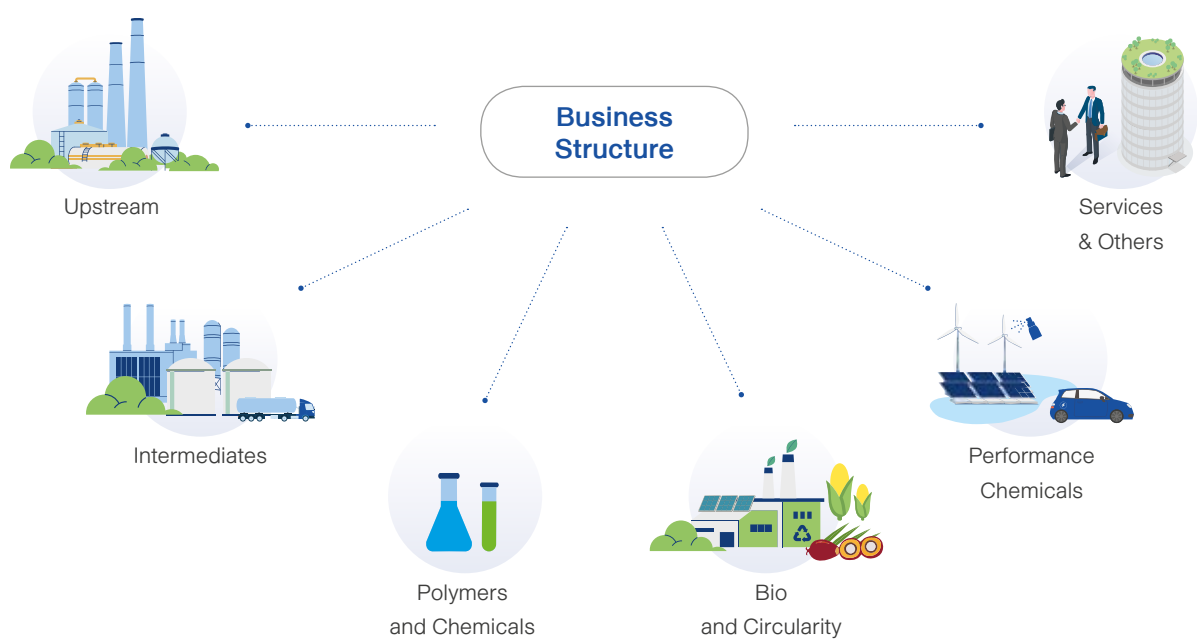 Business
Structure
Upstream
Services
& Others
Intermediates
Performance
Chemicals
Polymers
and Chemicals
Bio
and Circularity